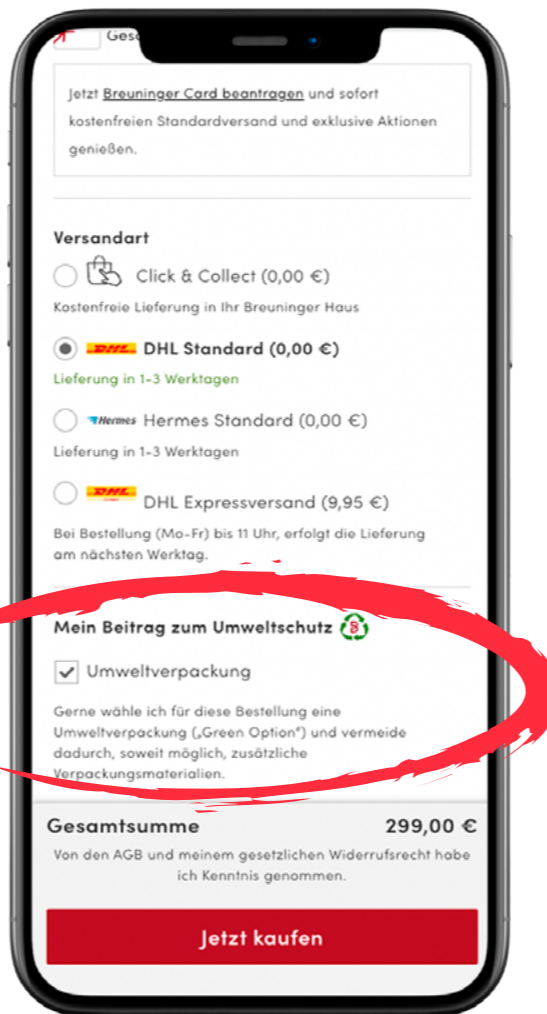 Jetzt Breuninger Card beantragen und sofort
kostenfreien Standardversand und exklusive Aktionen
genießen.
Versandart
Click & Collect (0,00 €)
Kostenfreie Lieferung in Ihr Breuninger Haus
DHL DHL Standard (0,00 €)
Lieferung in 1-3 Werktagen
Hermes Hermes Standard (0,00 €)
Lieferung in 1-3 Werktagen
DHL DHL Expressversand (9,95 €)
Bei Bestellung (Mo-Fr) bis 11 Uhr, erfolgt die Lieferung
am nächsten Werktag.
Mein Beitrag zum Umweltschutz
Umweltverpackung
Gerne wähle ich für diese Bestellung eine
Umweltverpackung („Green Option“) und vermeide
dadurch, soweit möglich, zusätzliche
Verpackungsmaterialien.
Gesamtsumme 299,00 €
Von den AGB und meinem gesetzlichen Widerrufsrecht habe
ich Kenntnis genommen.
Jetzt kaufen